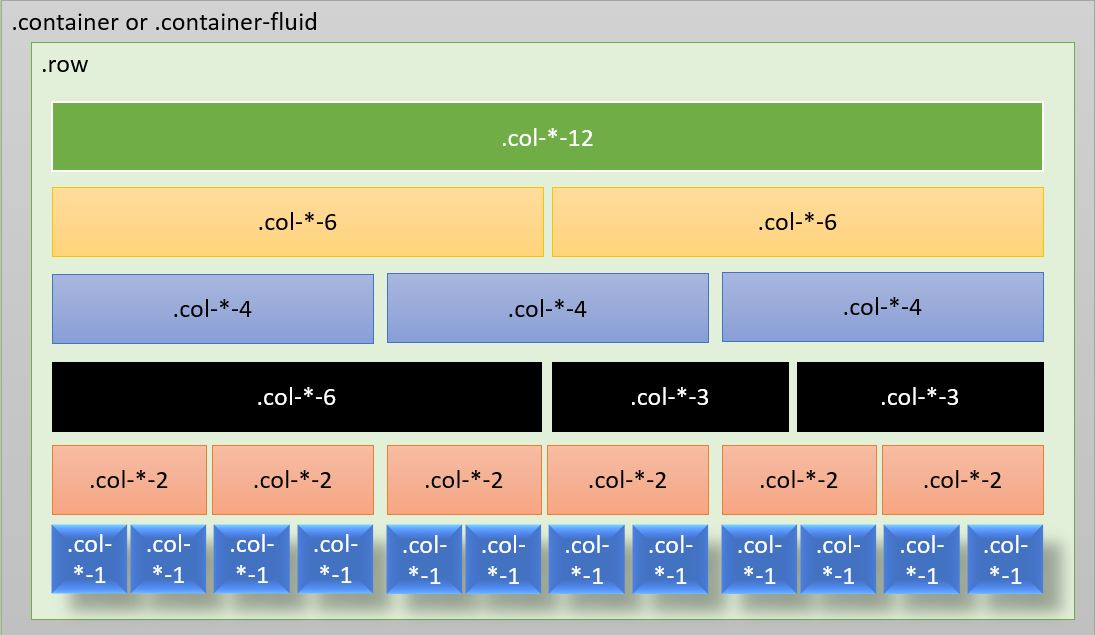 .container or .container-fluid
.row
.col-*-12
.col-*-6 .col-*-6
.col-*-4 .col-*-4 .col-*-4
.col-*-6 .col-*-3 .col-*-3
.col-*-2 .col-*-2 .col-*-2 .col-*-2 .col-*-2 .col-*-2
.col- .col- .col- .col- .col- .col- .col- .col- .col- .col- .col- .col-
*-1 *-1 *-1 *-1 *-1 *-1 *-1 *-1 *-1 *-1 *-1 *-1